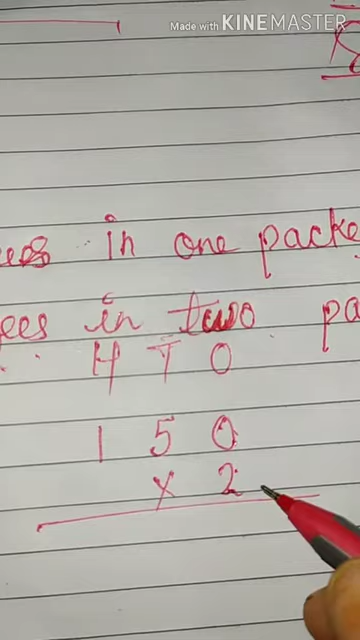 Made with KINEMASTER
in one packe
in two pa
H T O
1 5 0
x 2